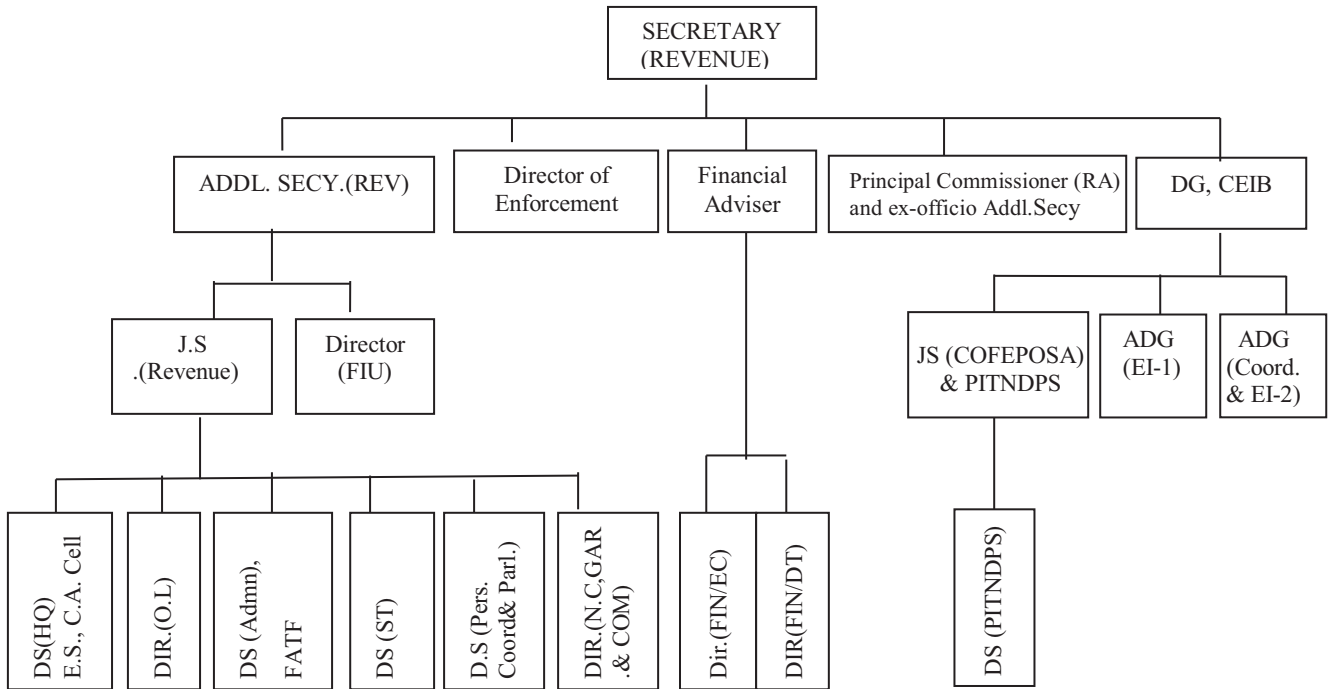 SECRETARY
(REVENUE)
ADDL. SECY.(REV)
Director of
Enforcement
Financial
Adviser
Principal Commissioner (RA)
and ex-officio Addl.Secy
DG, CEIB
J.S
.(Revenue)
Director
(FIU)
JS (COFEPOSA)
& PITNDPS
ADG
(EI-1)
ADG
(Coord.
& EI-2)
DS(HQ)
E.S., C.A. Cell
DIR.(O.L)
DS (Admn),
FATF
DS (ST)
D.S (Pers.
Coord& Parl.)
DIR.(N.C,GAR
.& COM)
Dir.(FIN/EC)
DIR(FIN/DT)
DS (PITNDPS)